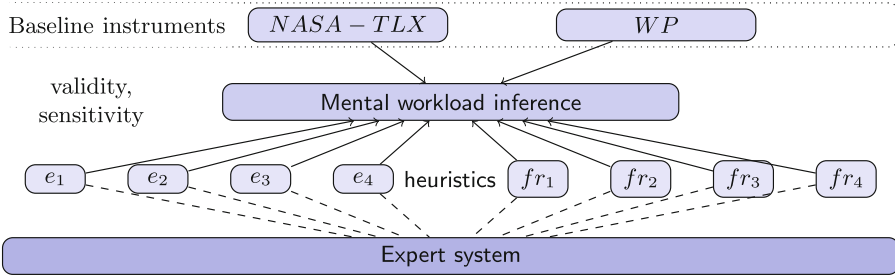 Baseline instruments NASA − TLX WP
validity,
sensitivity
Mental workload inference
e1 e2 e3 e4 heuristics fr1 fr2 fr3 fr4
Expert system